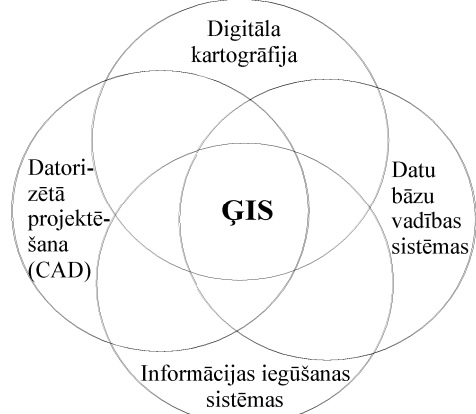 Digitāla
kartogrāfija
Datori-
zētā
projektē-
šana
(CAD)
ĢIS
Datu
bāzu
vadības
sistēmas
Informācijas iegūšanas
sistēmas